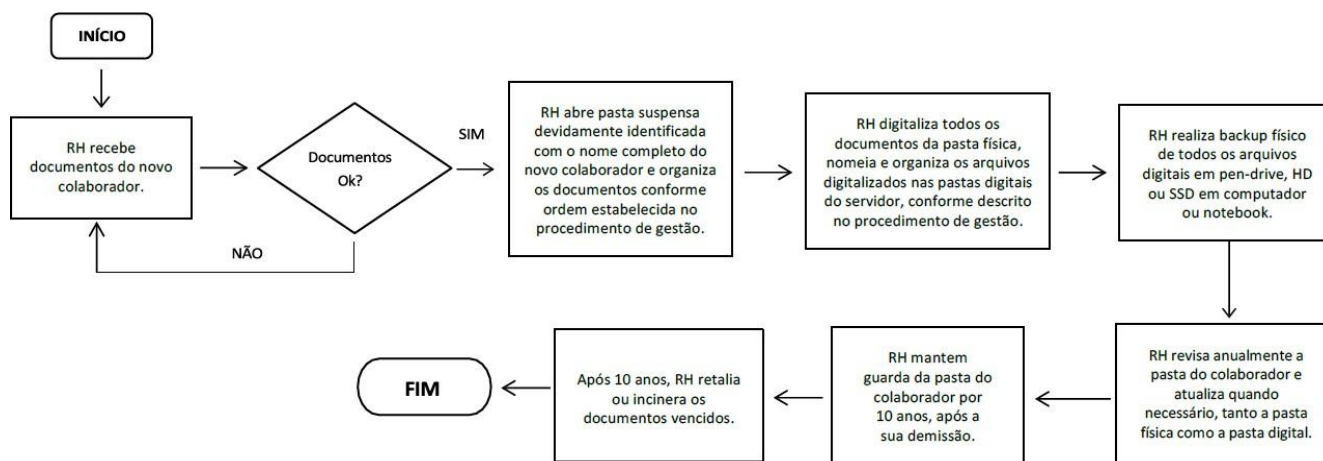 INÍCIO
RH recebe
documentos do novo
colaborador.
Documentos
Ok?
SIM
NÃO
RH abre pasta suspensa
devidamente identificada
com o nome completo do
novo colaborador e organiza
os documentos conforme
ordem estabelecida no
procedimento de gestão.
RH digitaliza todos os
documentos da pasta física,
nomeia e organiza os arquivos
digitalizados nas pastas digitais
do servidor, conforme descrito
no procedimento de gestão.
RH realiza backup físico
de todos os arquivos
digitais em pen-drive, HD
ou SSD em computador
ou notebook.
RH revisa anualmente a
pasta do colaborador e
atualiza quando
necessário, tanto a pasta
física como a pasta digital.
RH mantem
guarda da pasta do
colaborador por
10 anos, após a
sua demissão.
Após 10 anos, RH retalia
ou incinera os
documentos vencidos.
FIM